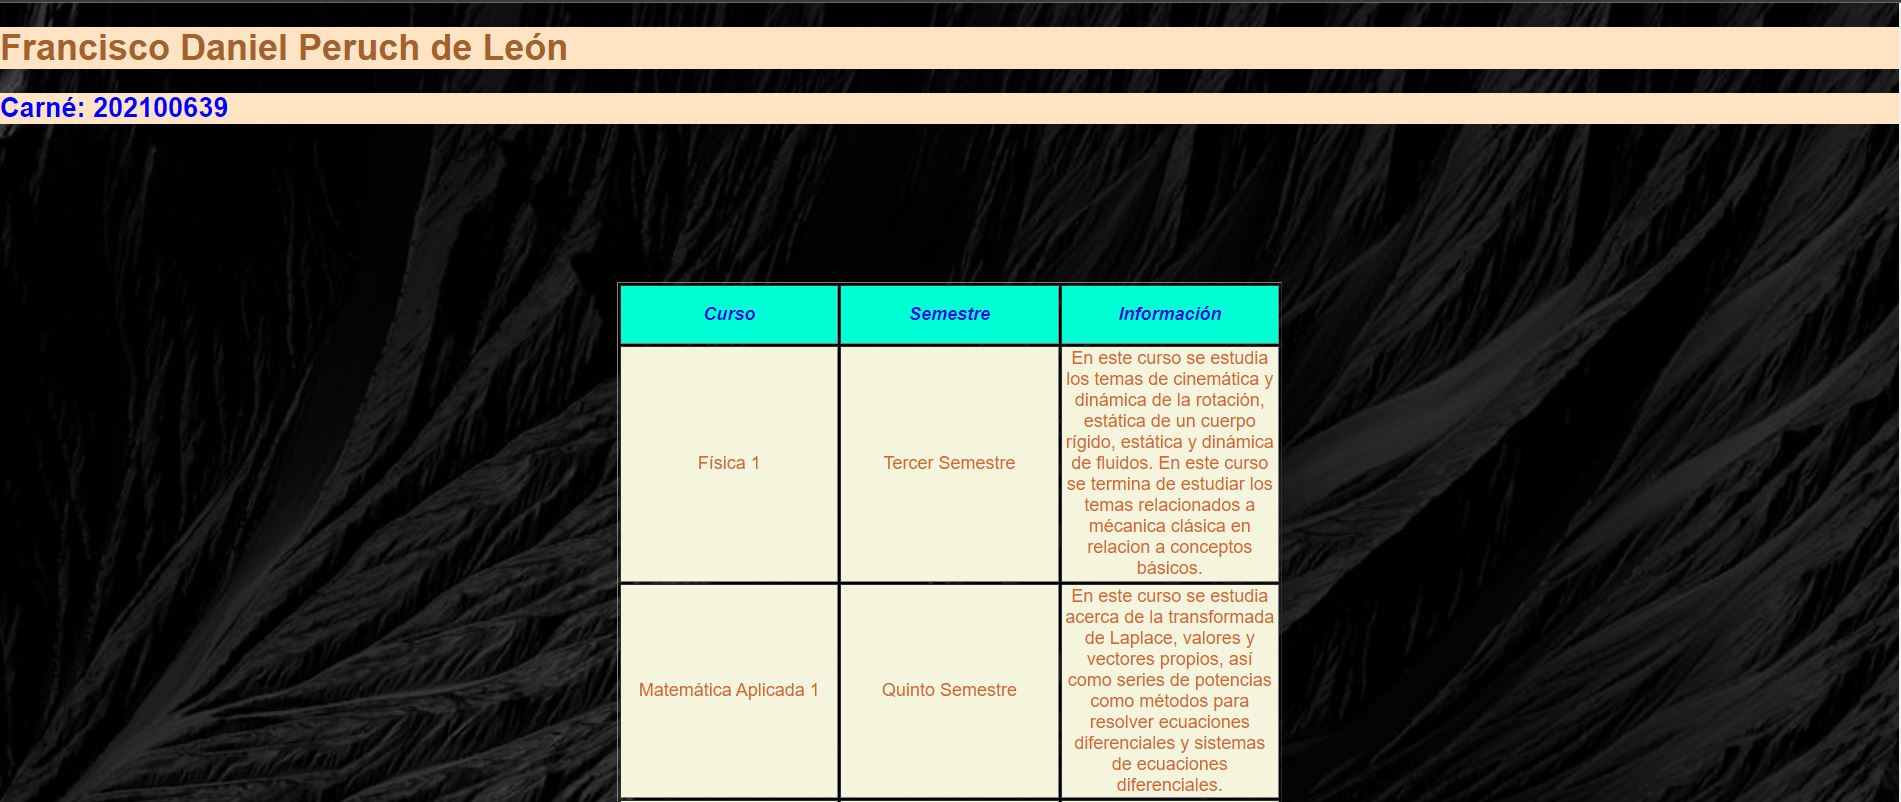 Francisco Daniel Peruch de León
Carné: 202100639
Curso
Semestre
Información
Física 1
Tercer Semestre
En este curso se estudia
los temas de cinemática y
dinámica de la rotación,
estática de un cuerpo
rígido, estática y dinámica
de fluidos. En este curso
se termina de estudiar los
temas relacionados a
mécanica clásica en
relacion a conceptos
básicos.
Matemática Aplicada 1
Quinto Semestre
En este curso se estudia
acerca de la transformada
de Laplace, valores y
vectores propios, así
como series de potencias
como métodos para
resolver ecuaciones
diferenciales y sistemas
de ecuaciones
diferenciales.